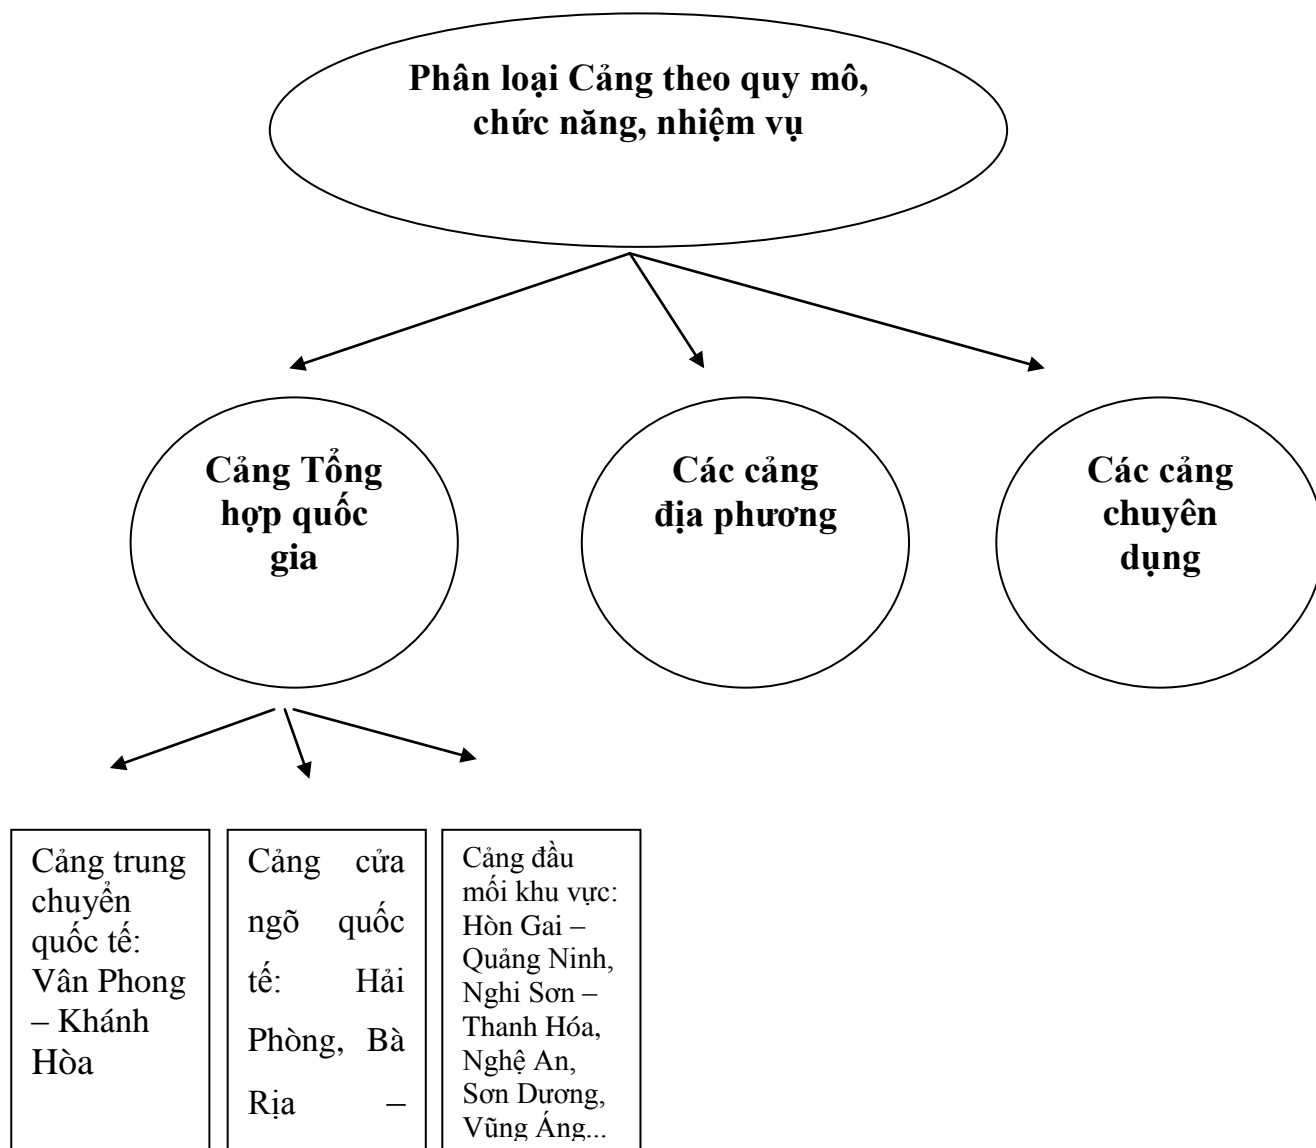 Phân loại Cảng theo quy mô,
chức năng, nhiệm vụ
Cảng Tổng
hợp quốc
gia
Các cảng
địa phương
Các cảng
chuyên
dụng
Cảng trung
chuyển
quốc tế:
Vân Phong
– Khánh
Hòa
Cảng cửa
ngõ quốc
tế: Hải
Phòng, Bà
Rịa –
Cảng đầu
mối khu vực:
Hòn Gai –
Quảng Ninh,
Nghi Sơn –
Thanh Hóa,
Nghệ An,
Sơn Dương,
Vũng Áng...